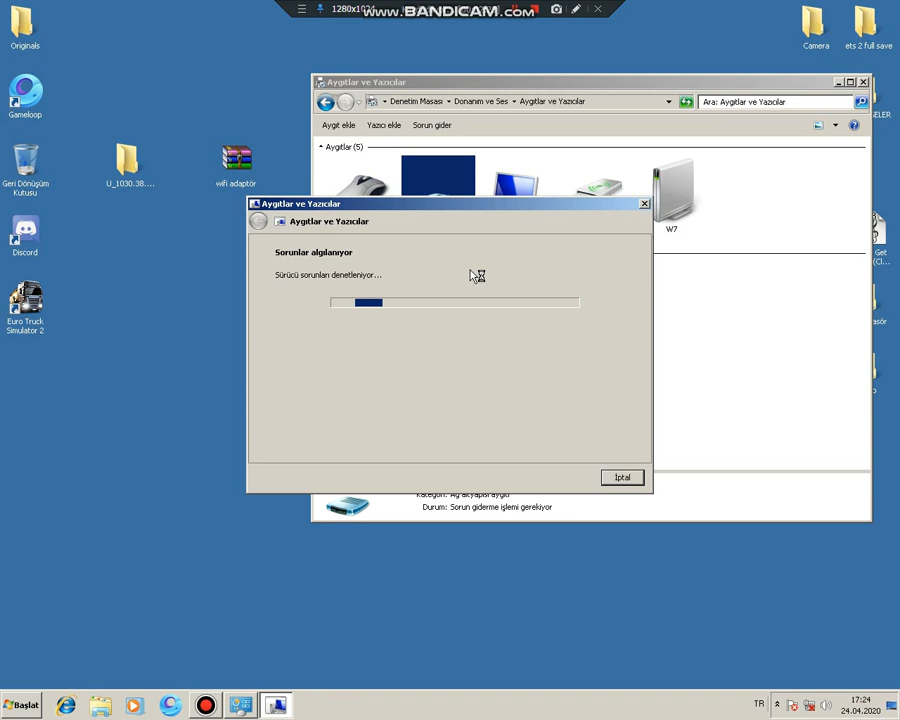 1280x1024
www.BANDICAM.com
Originals
Camera
ets 2 full save
Gameloop
Geri Dönüşüm
Kutusu
U_1030.38....
wifi adaptör
Discord
Euro Truck
Simulator 2
Aygıtlar ve Yazıcılar
Denetim Masası
Donanım ve Ses
Aygıtlar ve Yazıcılar
Ara: Aygıtlar ve Yazıcılar
Aygıt ekle
Yazıcı ekle
Sorun gider
Aygıtlar (5)
W7
Aygıtlar ve Yazıcılar
Aygıtlar ve Yazıcılar
Sorunlar algılanıyor
Sürücü sorunları denetleniyor...
İptal
Kategori: Ağ altyapısı aygıtı
Durum: Sorun giderme işlemi gerekiyor
Get
(Cl...
Başlat
TR
17:24
24.04.2020